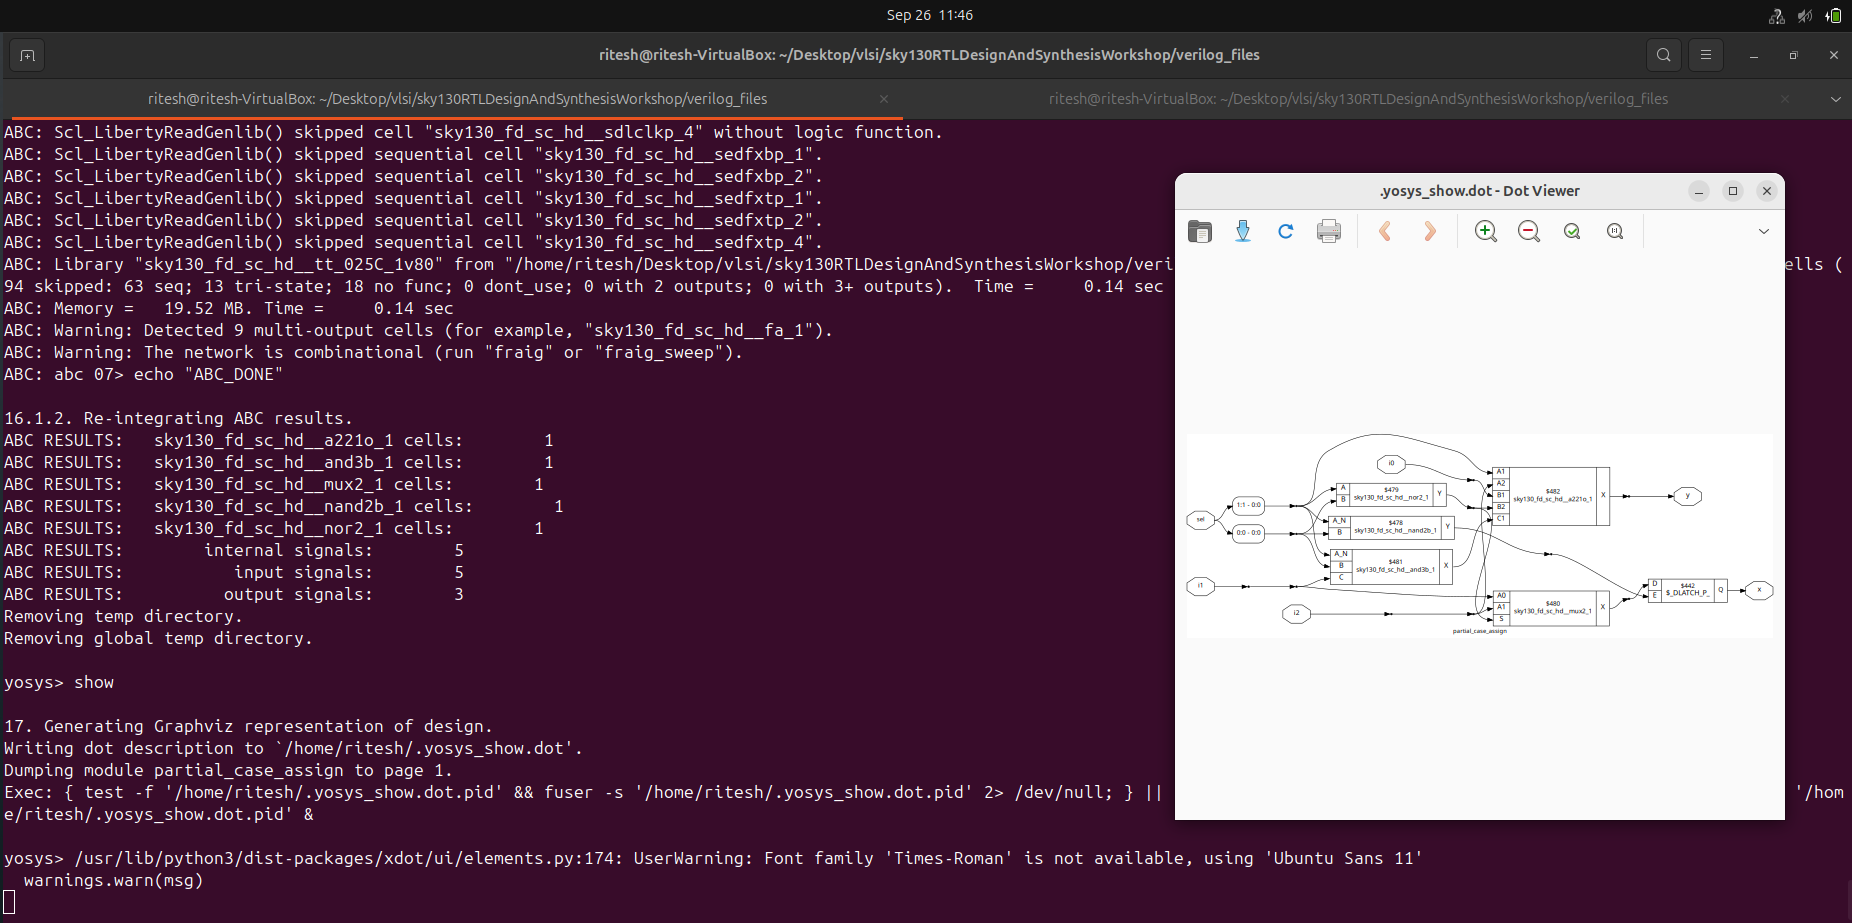 Sep 26 11:46
ritesh@ritesh-VirtualBox: ~/Desktop/vlsi/sky130RTLDesignAndSynthesisWorkshop/verilog_files
ritesh@ritesh-VirtualBox: ~/Desktop/vlsi/sky130RTLDesignAndSynthesisWorkshop/verilog_files
ritesh@ritesh-VirtualBox: ~/Desktop/vlsi/sky130RTLDesignAndSynthesisWorkshop/verilog_files
ABC: Scl_LibertyReadGenlib() skipped cell "sky130_fd_sc_hd__sdlclkp_4" without logic function.
ABC: Scl_LibertyReadGenlib() skipped sequential cell "sky130_fd_sc_hd__sedfxbp_1".
ABC: Scl_LibertyReadGenlib() skipped sequential cell "sky130_fd_sc_hd__sedfxbp_2".
ABC: Scl_LibertyReadGenlib() skipped sequential cell "sky130_fd_sc_hd__sedfxtp_1".
ABC: Scl_LibertyReadGenlib() skipped sequential cell "sky130_fd_sc_hd__sedfxtp_2".
ABC: Scl_LibertyReadGenlib() skipped sequential cell "sky130_fd_sc_hd__sedfxtp_4".
ABC: Library "sky130_fd_sc_hd__tt_025C_1v80" from "/home/ritesh/Desktop/vlsi/sky130RTLDesignAndSynthesisWorkshop/veri ells (
94 skipped: 63 seq; 13 tri-state; 18 no func; 0 dont_use; 0 with 2 outputs; 0 with 3+ outputs).  Time =     0.14 sec
ABC: Memory =   19.52 MB. Time =     0.14 sec
ABC: Warning: Detected 9 multi-output cells (for example, "sky130_fd_sc_hd__fa_1").
ABC: Warning: The network is combinational (run "fraig" or "fraig_sweep").
ABC: abc 07> echo "ABC_DONE"
16.1.2. Re-integrating ABC results.
ABC RESULTS:   sky130_fd_sc_hd__a221o_1 cells:        1
ABC RESULTS:   sky130_fd_sc_hd__and3b_1 cells:        1
ABC RESULTS:   sky130_fd_sc_hd__mux2_1 cells:        1
ABC RESULTS:   sky130_fd_sc_hd__nand2b_1 cells:        1
ABC RESULTS:   sky130_fd_sc_hd__nor2_1 cells:        1
ABC RESULTS:        internal signals:        5
ABC RESULTS:           input signals:        5
ABC RESULTS:          output signals:        3
Removing temp directory.
Removing global temp directory.
yosys> show
17. Generating Graphviz representation of design.
Writing dot description to `/home/ritesh/.yosys_show.dot'.
Dumping module partial_case_assign to page 1.
Exec: { test -f '/home/ritesh/.yosys_show.dot.pid' && fuser -s '/home/ritesh/.yosys_show.dot.pid' 2> /dev/null; } || '/hom
e/ritesh/.yosys_show.dot.pid' &
yosys> /usr/lib/python3/dist-packages/xdot/ui/elements.py:174: UserWarning: Font family 'Times-Roman' is not available, using 'Ubuntu Sans 11'
warnings.warn(msg)
.yosys_show.dot - Dot Viewer
sel
1:1 - 0:0
0:0 - 0:0
i0
i1
i2
A
B
$479
sky130_fd_sc_hd__nor2_1
Y
A_N
B
$478
sky130_fd_sc_hd__nand2b_1
Y
A_N
B
C
$481
sky130_fd_sc_hd__and3b_1
X
A1
A2
B1
B2
C1
$482
sky130_fd_sc_hd__a221o_1
X
y
A0
A1
S
$480
sky130_fd_sc_hd__mux2_1
X
D
E
$442
$_DLATCH_P_
Q
x
partial_case_assign